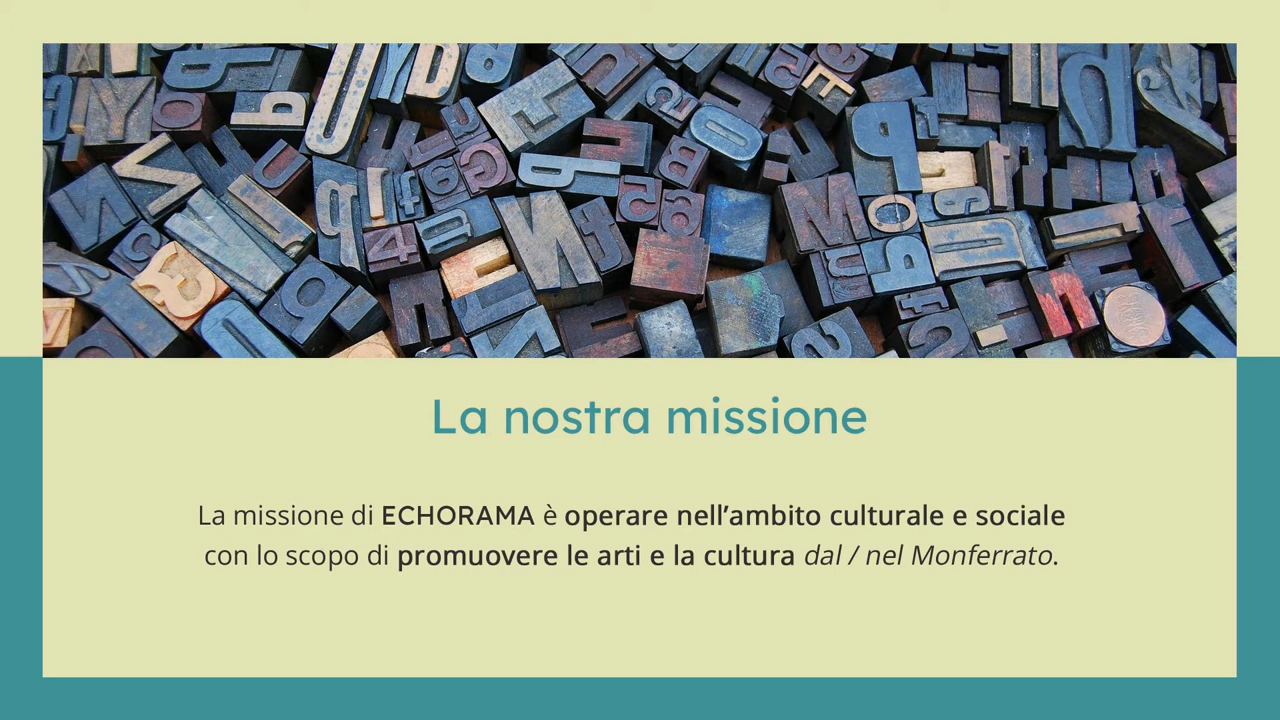 La nostra missione
La missione di ECHORAMA è operare nell’ambito culturale e sociale
con lo scopo di promuovere le arti e la cultura dal / nel Monferrato.